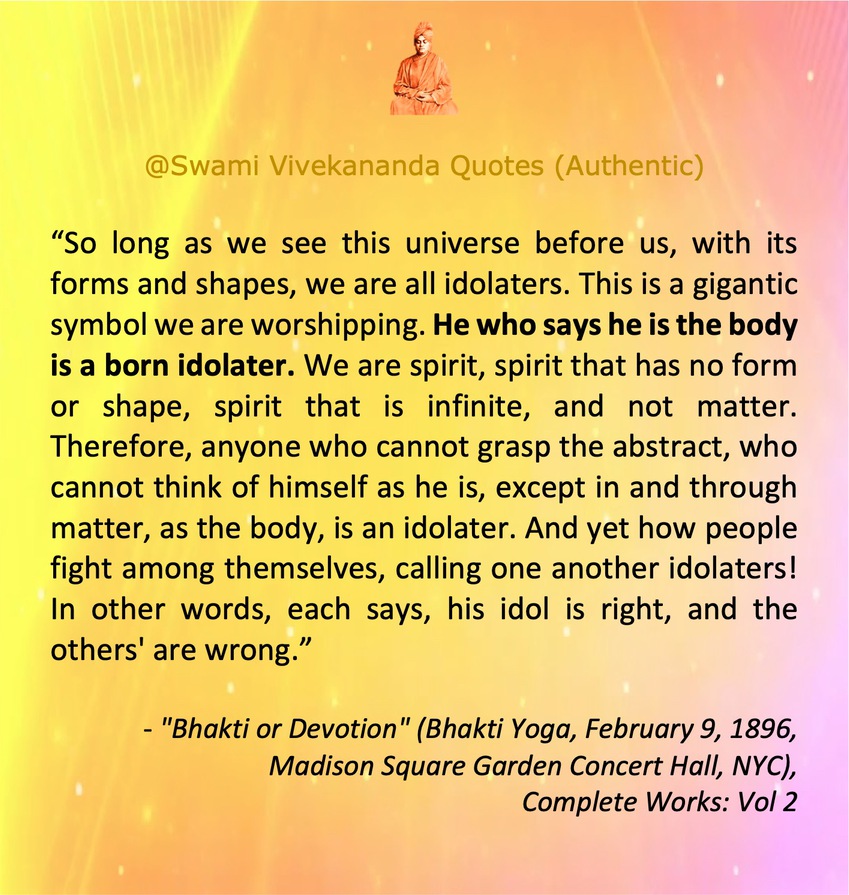 @Swami Vivekananda Quotes (Authentic)
“So long as we see this universe before us, with its
forms and shapes, we are all idolaters. This is a gigantic
symbol we are worshipping. He who says he is the body
is a born idolater. We are spirit, spirit that has no form
or shape, spirit that is infinite, and not matter.
Therefore, anyone who cannot grasp the abstract, who
cannot think of himself as he is, except in and through
matter, as the body, is an idolater. And yet how people
fight among themselves, calling one another idolaters!
In other words, each says, his idol is right, and the
others' are wrong.”
- "Bhakti or Devotion" (Bhakti Yoga, February 9, 1896,
Madison Square Garden Concert Hall, NYC),
Complete Works: Vol 2